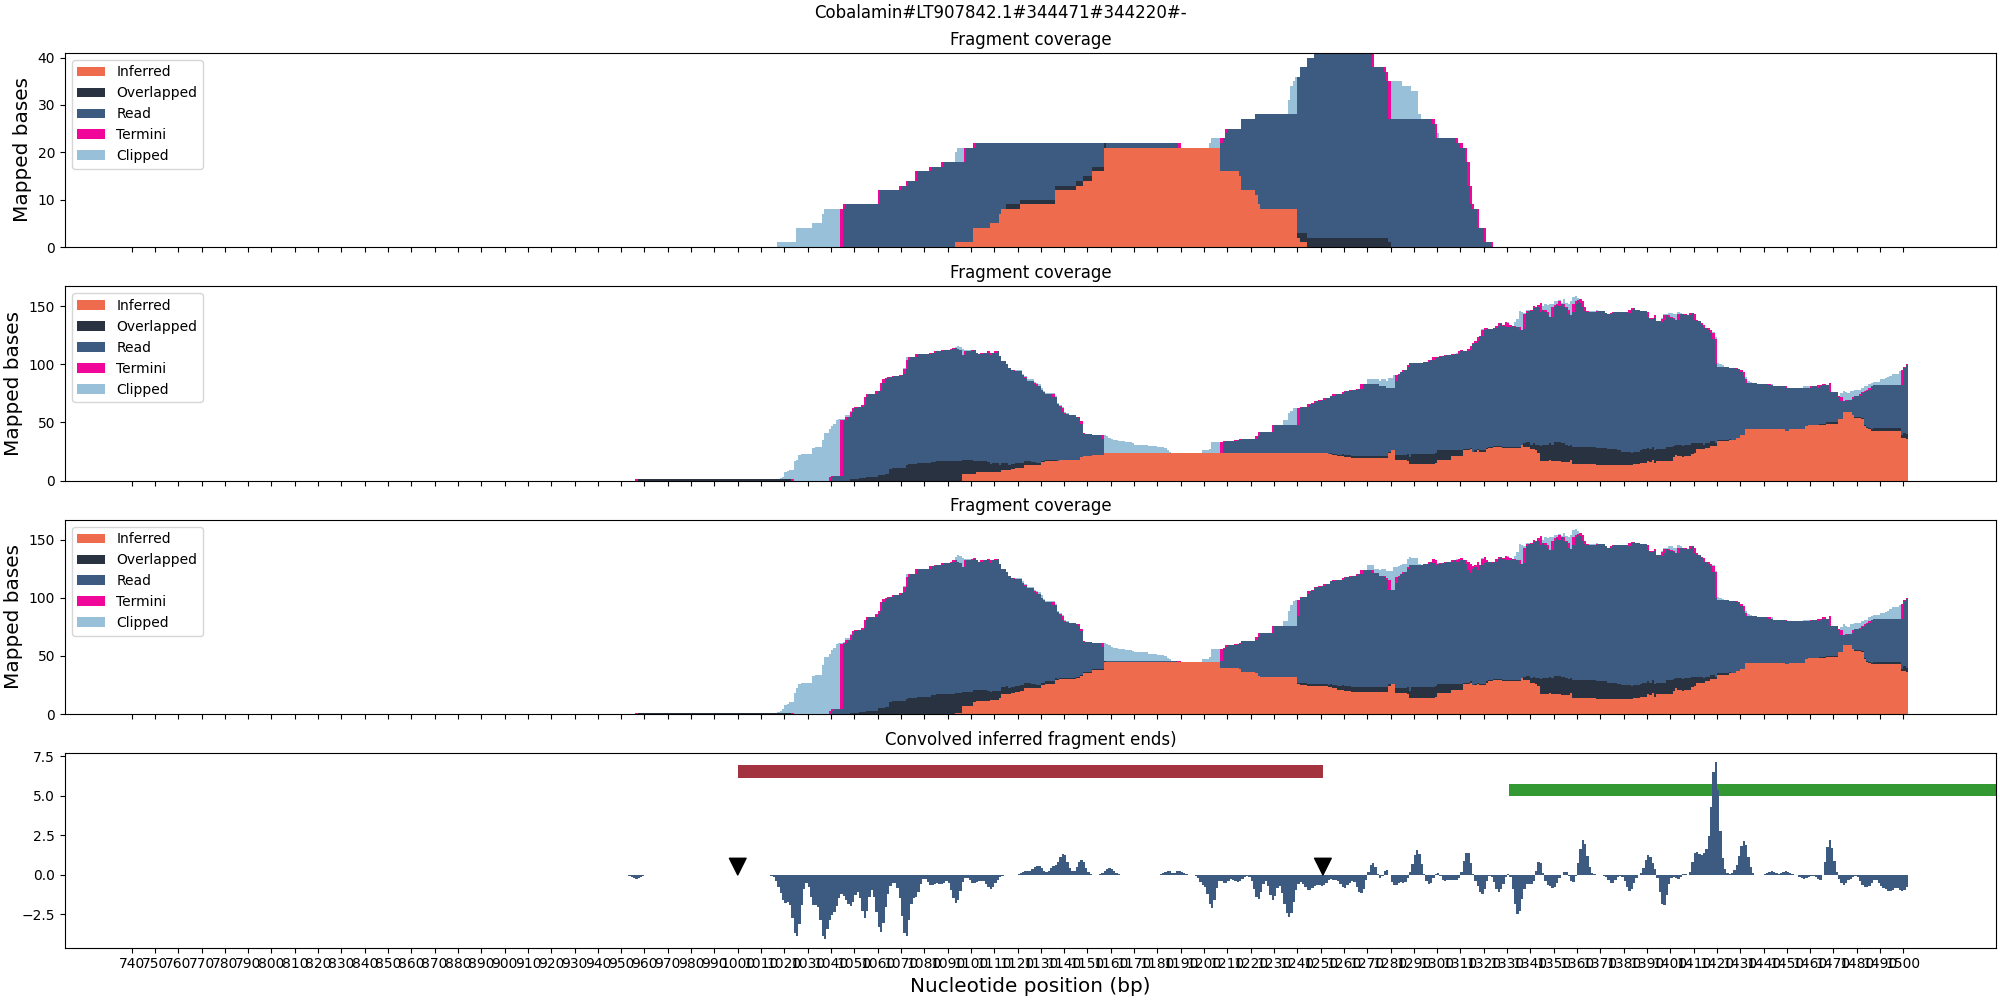 Cobalamin#LT907842.1#344471#344220#-
Fragment coverage
Mapped bases
40
30
20
10
0
Inferred
Overlapped
Read
Termini
Clipped
Fragment coverage
Mapped bases
150
100
50
0
Inferred
Overlapped
Read
Termini
Clipped
Fragment coverage
Mapped bases
150
100
50
0
Inferred
Overlapped
Read
Termini
Clipped
Convolved inferred fragment ends)
7.5
5.0
2.5
0.0
−2.5
740 750 760 770 780 790 800 810 820 830 840 850 860 870 880 890 900 910 920 930 940 950 960 970 980 990 1000 1010 1020 1030 1040 1050 1060 1070 1080 1090 1100 1110 1120 1130 1140 1150 1160 1170 1180 1190 1200 1210 1220 1230 1240 1250 1260 1270 1280 1290 1300 1310 1320 1330 1340 1350 1360 1370 1380 1390 1400 1410 1420 1430 1440 1450 1460 1470 1480 1490 1500
Nucleotide position (bp)